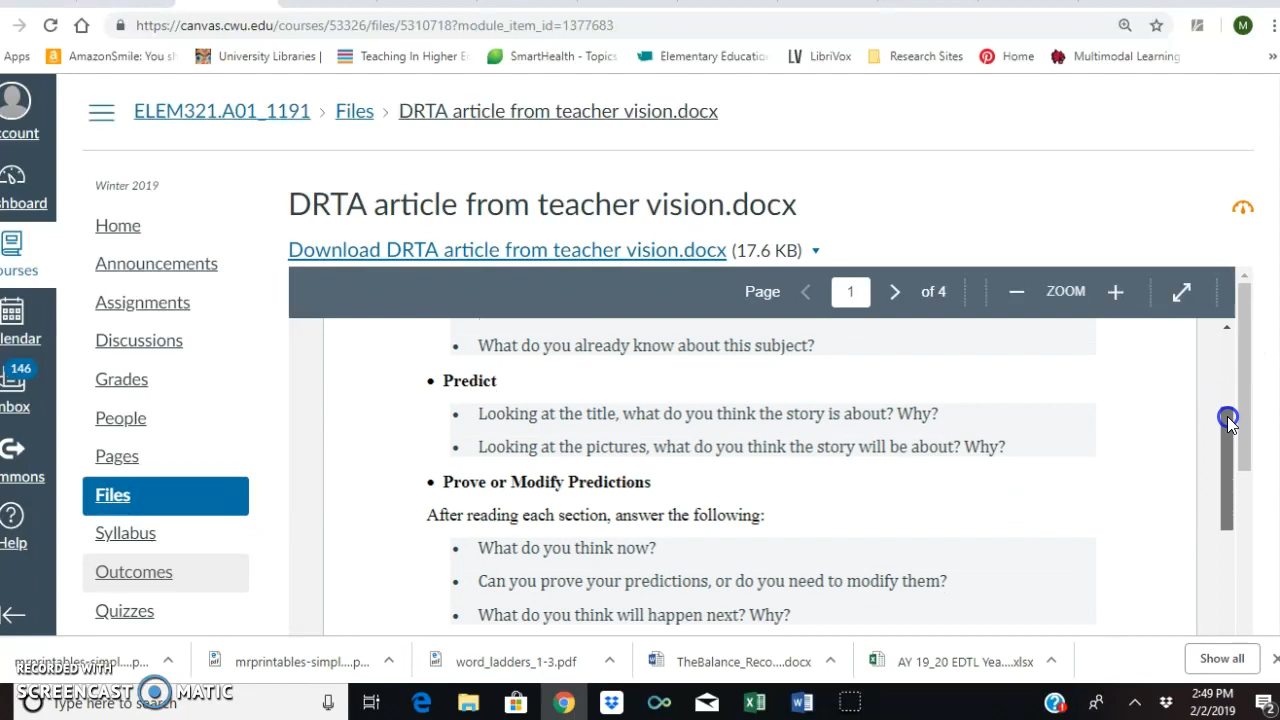 https://canvas.cwu.edu/courses/53326/files/5310718?module_item_id=1377683
M
Apps
AmazonSmile: You s
University Libraries |
Teaching In Higher E
SmartHealth - Topics
Elementary Educatio
LibriVox
Research Sites
Home
Multimodal Learning
»
ELEM321.A01_1191 › Files › DRTA article from teacher vision.docx
ccount
shboard
ourses
lendar
146
nbox
mmons
Help
Winter 2019
Home
Announcements
Assignments
Discussions
Grades
People
Pages
Files
Syllabus
Outcomes
Quizzes
DRTA article from teacher vision.docx
Download DRTA article from teacher vision.docx (17.6 KB)
Page 1 of 4 ZOOM
• What do you already know about this subject?
• Predict
• Looking at the title, what do you think the story is about? Why?
• Looking at the pictures, what do you think the story will be about? Why?
• Prove or Modify Predictions
After reading each section, answer the following:
• What do you think now?
• Can you prove your predictions, or do you need to modify them?
• What do you think will happen next? Why?
mrprintables-simpl....p...
mrprintables-simpl....p...
word_ladders_1-3.pdf
TheBalance_Reco....docx
AY 19_20 EDTL Yea....xlsx
Show all
RECORDED WITH
SCREENCAST MATIC
Type here to search
2:49 PM
2/2/2019
2